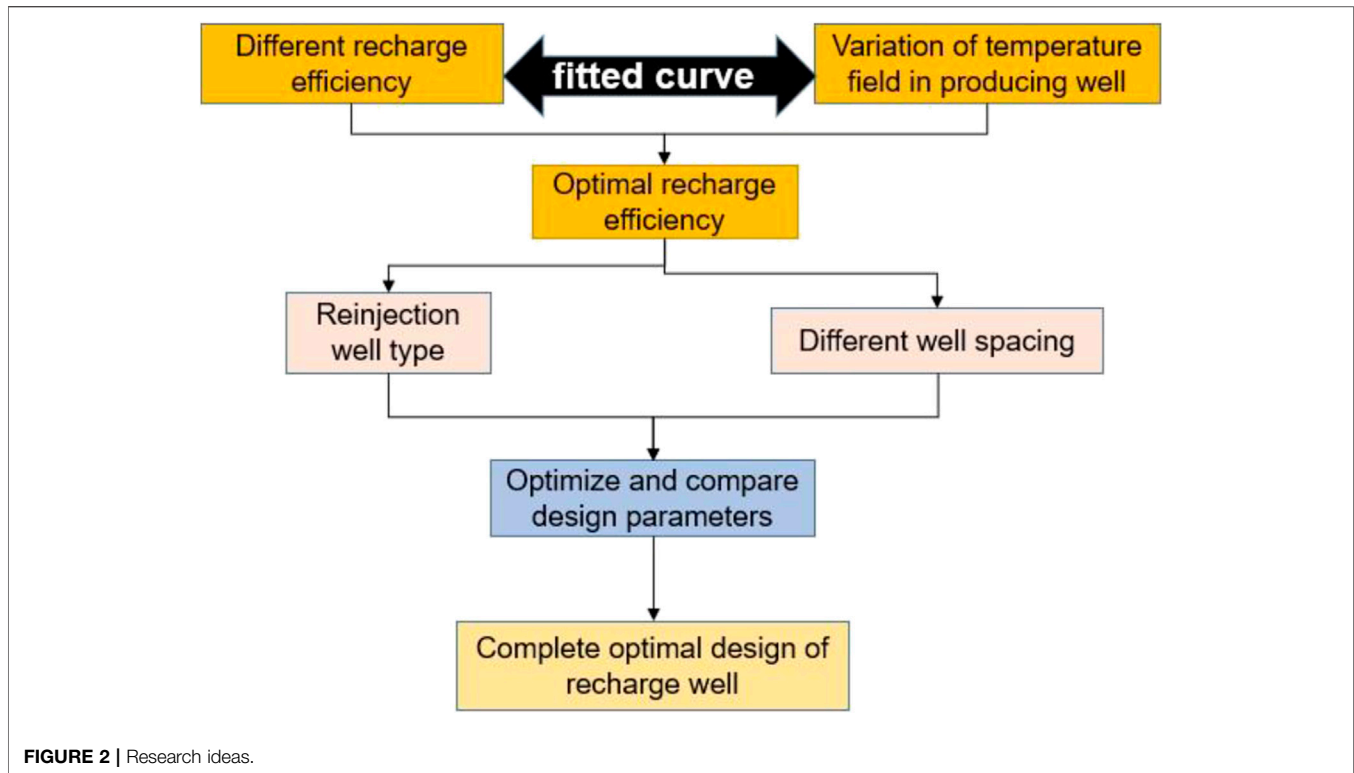 Different recharge
efficiency
fitted curve
Variation of temperature
field in producing well
Optimal recharge
efficiency
Reinjection
well type
Different well spacing
Optimize and compare
design parameters
Complete optimal design of
recharge well
FIGURE 2 | Research ideas.